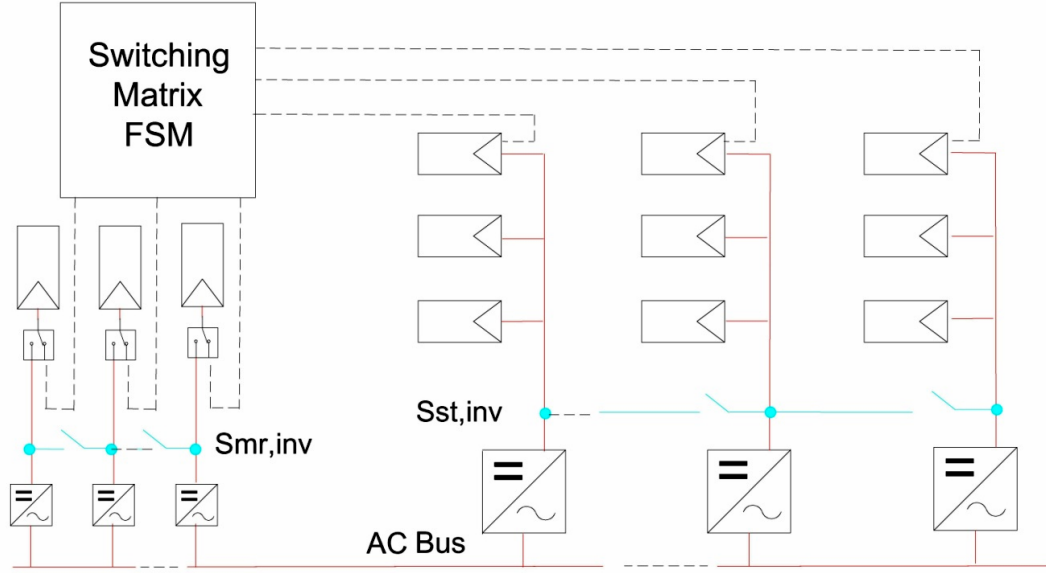 Switching
Matrix
FSM
Sst,inv
Smr,inv
AC Bus